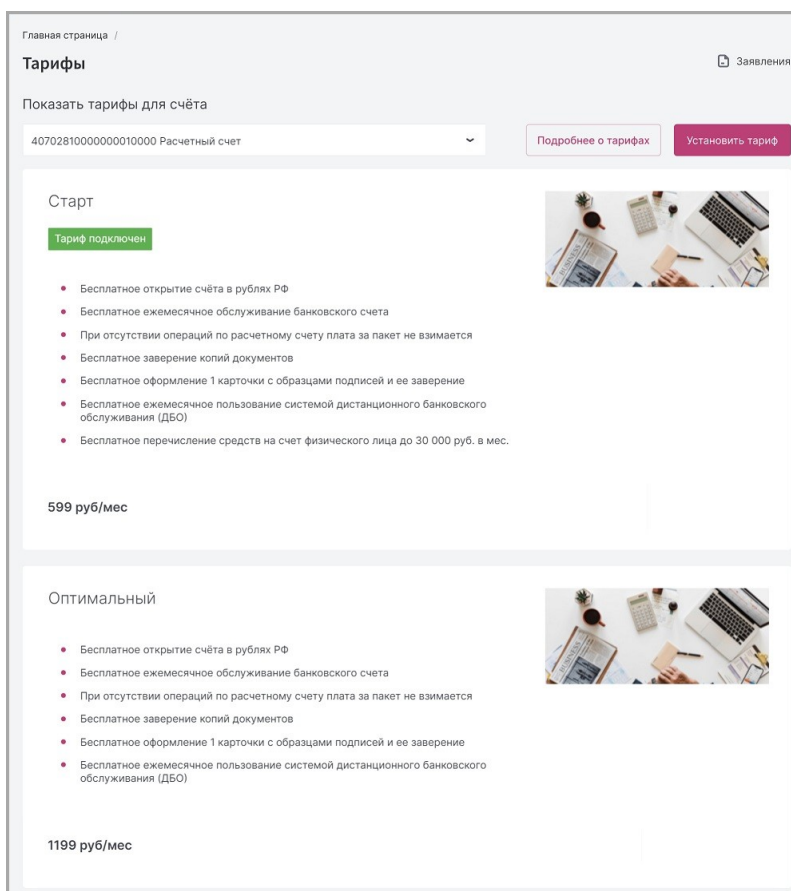 Главная страница /
Тарифы
Заявления
Показать тарифы для счёта
40702810000000010000 Расчетный счет
Подробнее о тарифах
Установить тариф
Старт
Тариф подключен
BUSINESS
Бесплатное открытие счёта в рублях РФ
Бесплатное ежемесячное обслуживание банковского счета
При отсутствии операций по расчетному счету плата за пакет не взимается
Бесплатное заверение копий документов
Бесплатное оформление 1 карточки с образцами подписей и ее заверение
Бесплатное ежемесячное пользование системой дистанционного банковского
обслуживания (ДБО)
Бесплатное перечисление средств на счет физического лица до 30 000 руб. в мес.
599 руб/мес
Оптимальный
BUSINESS
Бесплатное открытие счёта в рублях РФ
Бесплатное ежемесячное обслуживание банковского счета
При отсутствии операций по расчетному счету плата за пакет не взимается
Бесплатное заверение копий документов
Бесплатное оформление 1 карточки с образцами подписей и ее заверение
Бесплатное ежемесячное пользование системой дистанционного банковского
обслуживания (ДБО)
1199 руб/мес